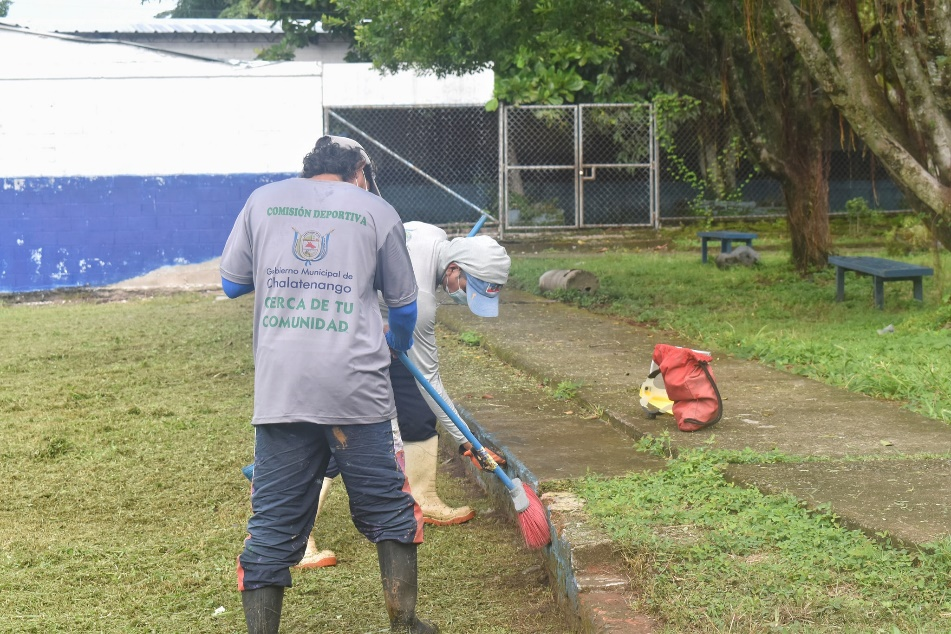 COMISIÓN DEPORTIVA
Gobierno Municipal de
Chalatenango
CERCA DE TU
COMUNIDAD